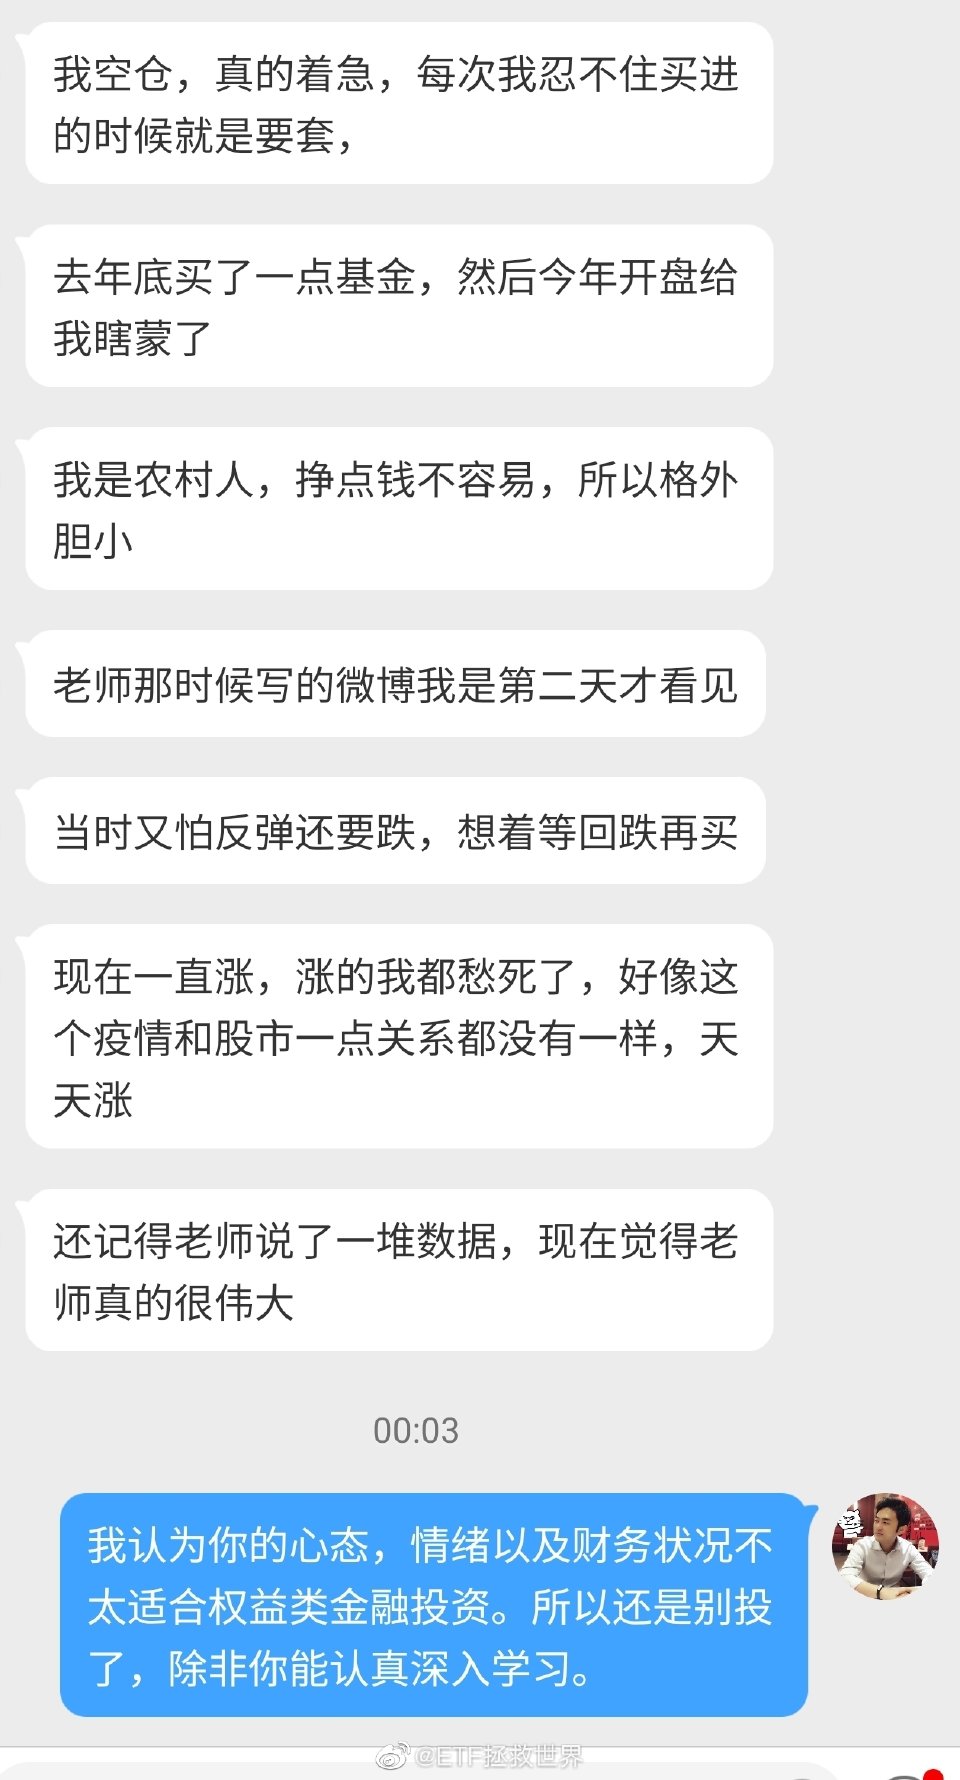 我空仓，真的着急，每次我忍不住买进
的时候就是要套，
去年底买了一点基金，然后今年开盘给
我瞎蒙了
我是农村人，挣点钱不容易，所以格外
胆小
老师那时候写的微博我是第二天才看见
当时又怕反弹还要跌，想着等回跌再买
现在一直涨，涨的我都愁死了，好像这
个疫情和股市一点关系都没有一样，天
天涨
还记得老师说了一堆数据，现在觉得老
师真的很伟大
00:03
我认为你的心态，情绪以及财务状况不
太适合权益类金融投资。所以还是别投
了，除非你能认真深入学习。
@ETF拯救世界